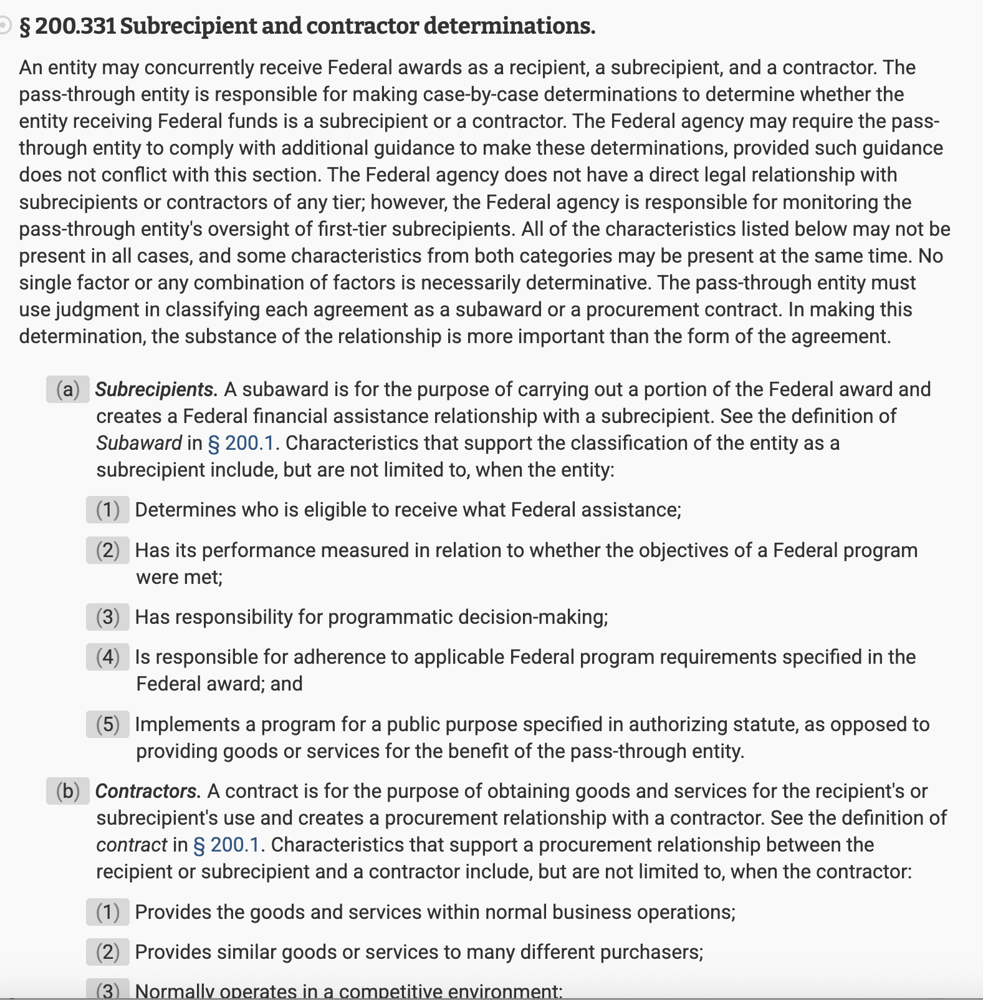 § 200.331 Subrecipient and contractor determinations.
An entity may concurrently receive Federal awards as a recipient, a subrecipient, and a contractor. The
pass-through entity is responsible for making case-by-case determinations to determine whether the
entity receiving Federal funds is a subrecipient or a contractor. The Federal agency may require the pass-
through entity to comply with additional guidance to make these determinations, provided such guidance
does not conflict with this section. The Federal agency does not have a direct legal relationship with
subrecipients or contractors of any tier; however, the Federal agency is responsible for monitoring the
pass-through entity's oversight of first-tier subrecipients. All of the characteristics listed below may not be
present in all cases, and some characteristics from both categories may be present at the same time. No
single factor or any combination of factors is necessarily determinative. The pass-through entity must
use judgment in classifying each agreement as a subaward or a procurement contract. In making this
determination, the substance of the relationship is more important than the form of the agreement.
(a) Subrecipients. A subaward is for the purpose of carrying out a portion of the Federal award and
creates a Federal financial assistance relationship with a subrecipient. See the definition of
Subaward in § 200.1. Characteristics that support the classification of the entity as a
subrecipient include, but are not limited to, when the entity:
(1) Determines who is eligible to receive what Federal assistance;
(2) Has its performance measured in relation to whether the objectives of a Federal program
were met;
(3) Has responsibility for programmatic decision-making;
(4) Is responsible for adherence to applicable Federal program requirements specified in the
Federal award; and
(5) Implements a program for a public purpose specified in authorizing statute, as opposed to
providing goods or services for the benefit of the pass-through entity.
(b) Contractors. A contract is for the purpose of obtaining goods and services for the recipient's or
subrecipient's use and creates a procurement relationship with a contractor. See the definition of
contract in § 200.1. Characteristics that support a procurement relationship between the
recipient or subrecipient and a contractor include, but are not limited to, when the contractor:
(1) Provides the goods and services within normal business operations;
(2) Provides similar goods or services to many different purchasers;
(3) Normally operates in a competitive environment;